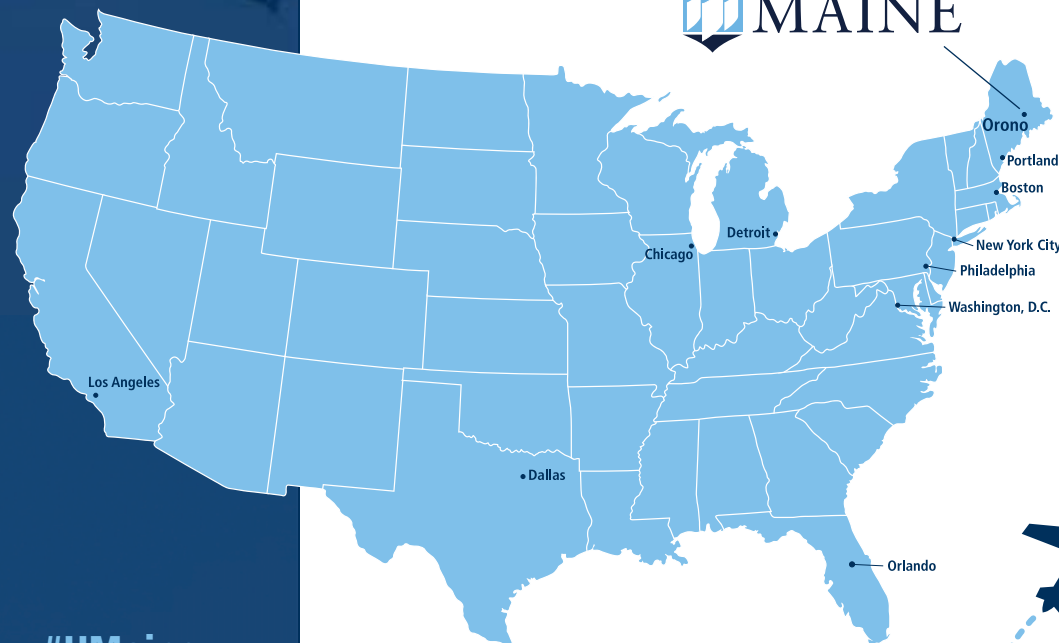 MAINE
Orono
Portland
Boston
Detroit
Chicago
New York City
Philadelphia
Washington, D.C.
Los Angeles
Dallas
Orlando